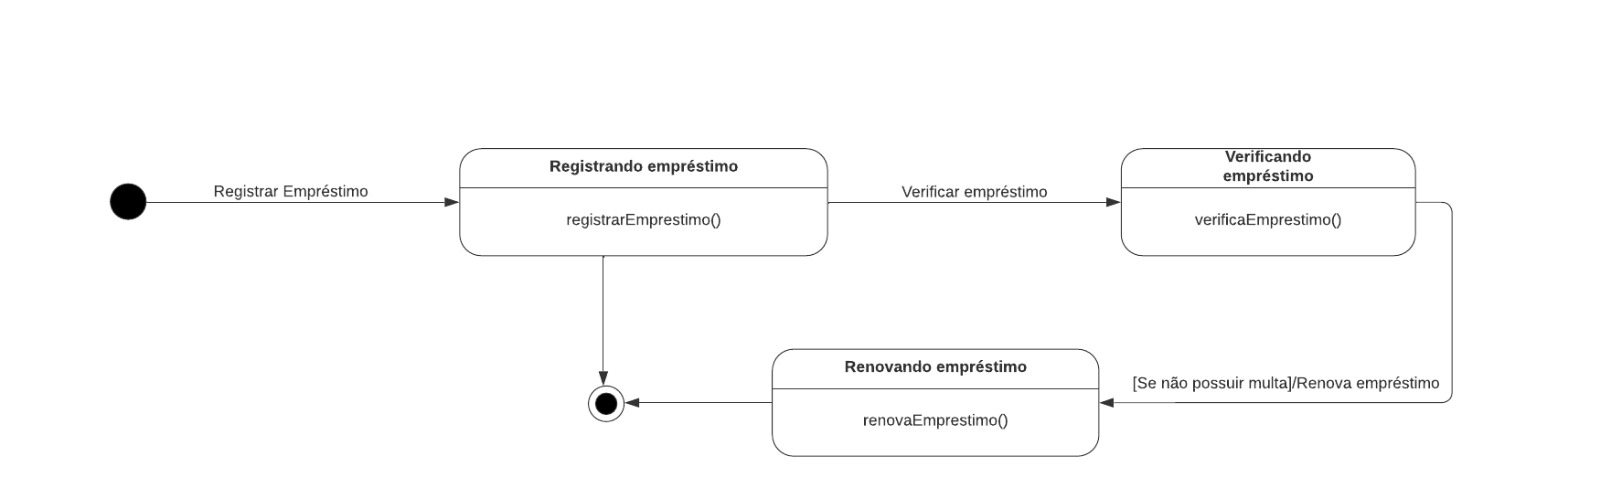 Registrar Empréstimo
Registrando empréstimo
registrarEmprestimo()
Verificar empréstimo
Verificando
empréstimo
verificaEmprestimo()
Renovando empréstimo
renovaEmprestimo()
[Se não possuir multa]/Renova empréstimo